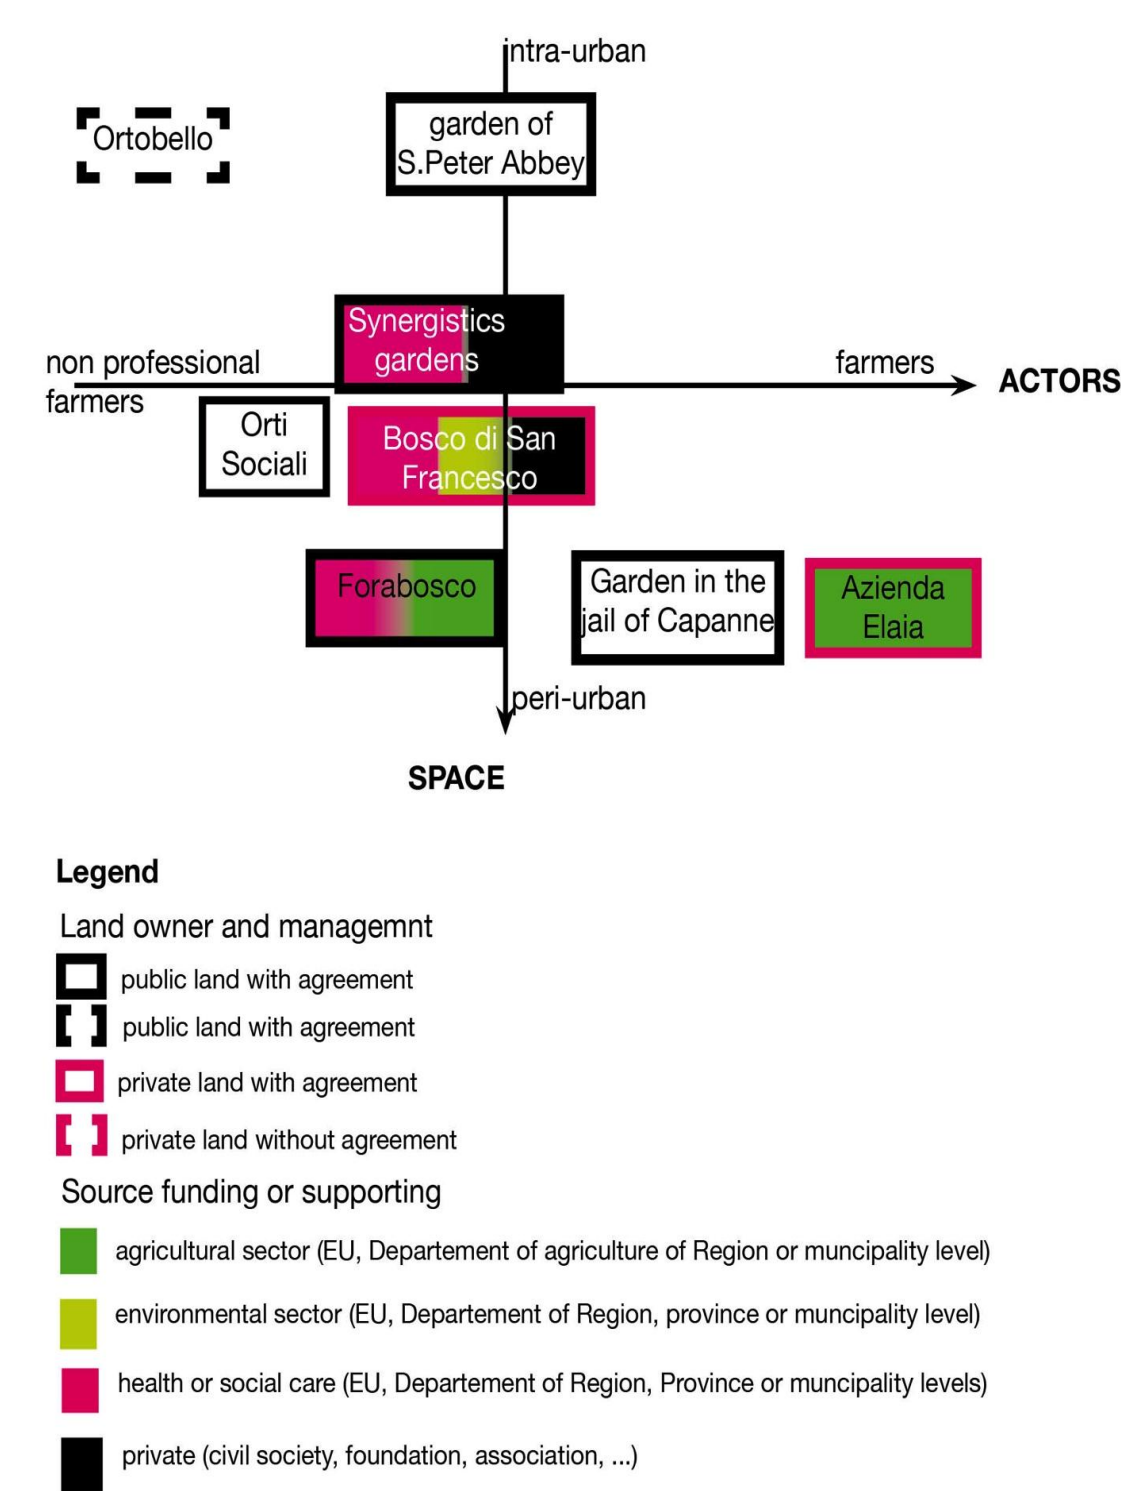 intra-urban
garden of
S.Peter Abbey
Ortobello
Synergistics
gardens
non professional
farmers
farmers
ACTORS
Orti
Sociali
Bosco di San
Francesco
Forabosco
Garden in the
jail of Capanne
Azienda
Elaia
peri-urban
SPACE
Legend
Land owner and managemnt
public land with agreement
public land with agreement
private land with agreement
private land without agreement
Source funding or supporting
agricultural sector (EU, Departement of agriculture of Region or muncipality level)
environmental sector (EU, Departement of Region, province or muncipality level)
health or social care (EU, Departement of Region, Province or muncipality levels)
private (civil society, foundation, association, ...)